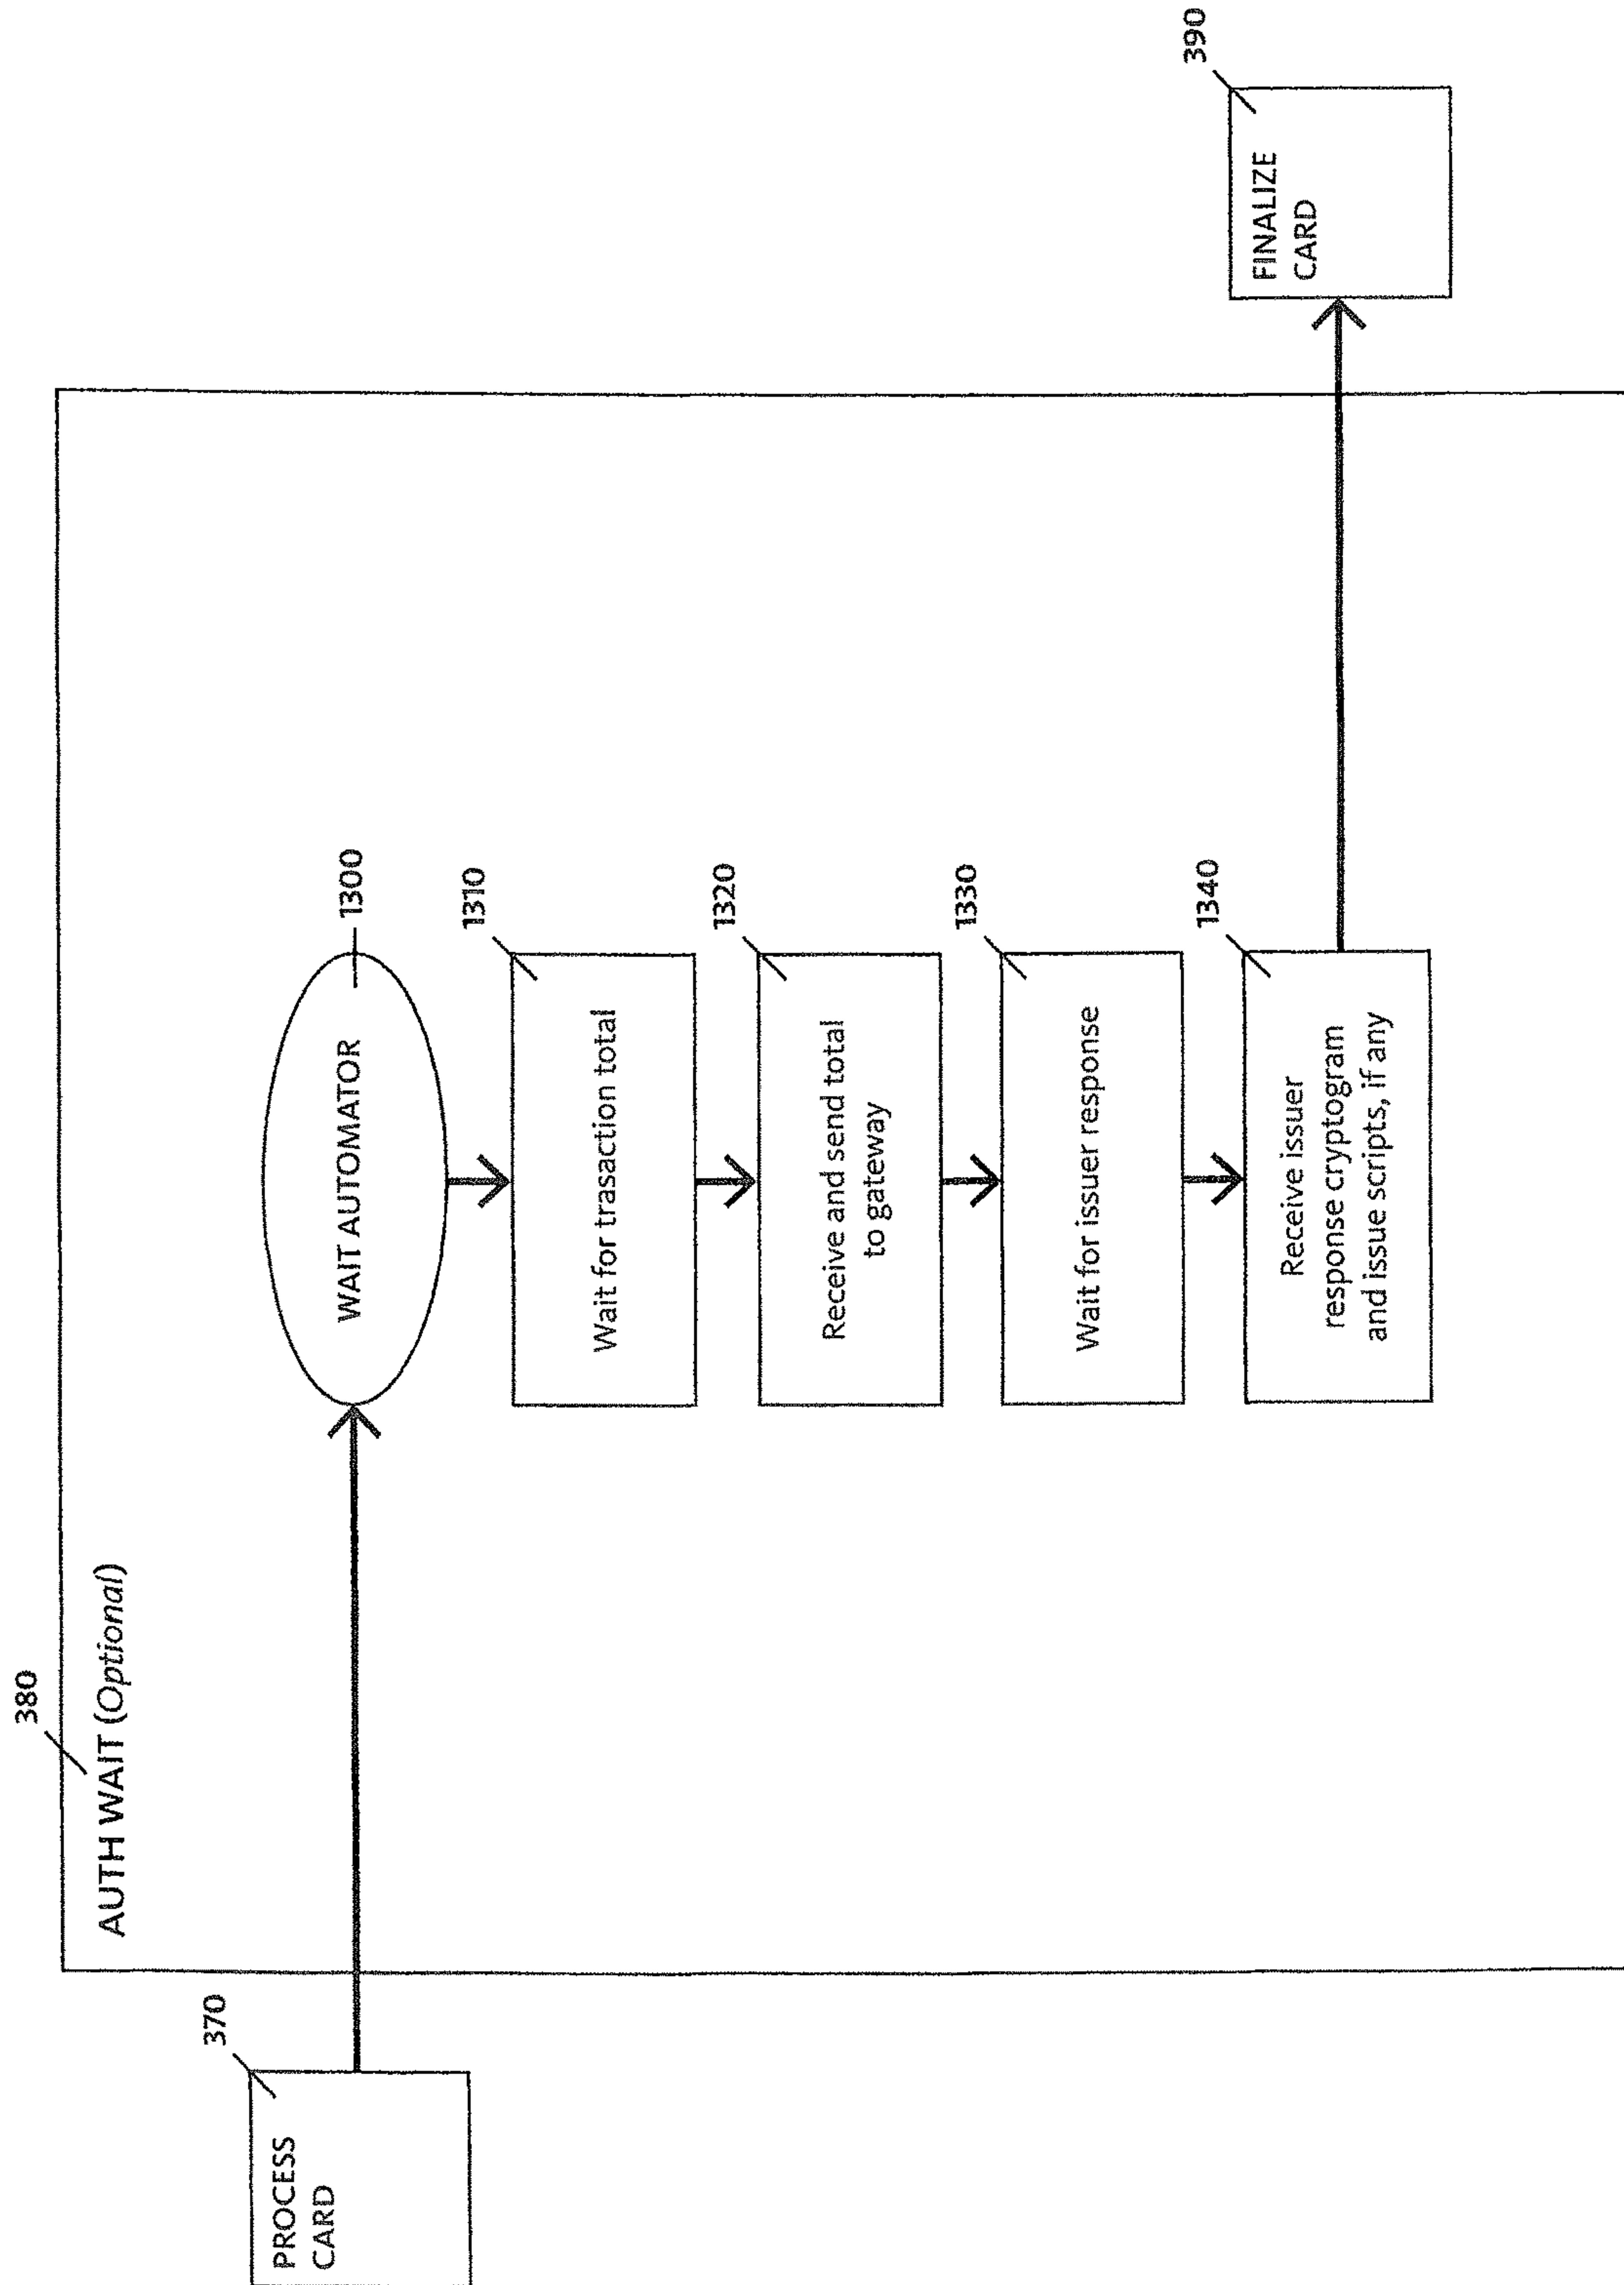 380
AUTH WAIT (Optional)
370
PROCESS
CARD
WAIT AUTOMATOR
1300
1310
Wait for trasaction total
1320
Receive and send total
to gateway
1330
Wait for issuer response
1340
Receive issuer
response cryptogram
and issue scripts, if any
390
FINALIZE
CARD